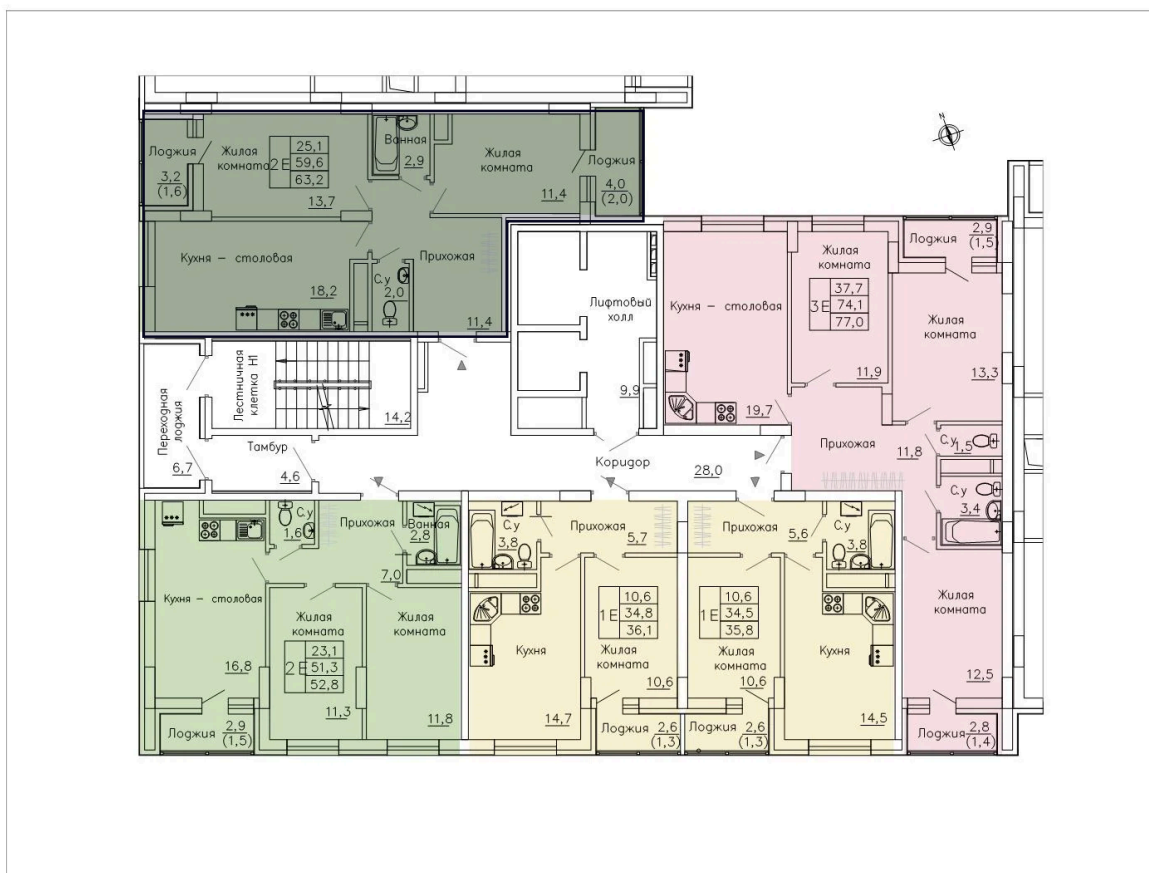 N
Лоджия
3,2
(1,6)
Жилая
комната
2 Е
25,1
59,6
63,2
13,7
Ванная
2,9
Жилая
комната
11,4
Лоджия
4,0
(2,0)
Кухня – столовая
18,2
С.у
2,0
Прихожая
11,4
Лифтовый
холл
9,9
Кухня – столовая
19,7
Жилая
комната
3 Е
37,7
74,1
77,0
11,9
2,9
Лоджия (1,5)
Жилая
комната
13,3
Прихожая
11,8
С.у
1,5
С.у
3,4
Жилая
комната
12,5
Лоджия
2,8
(1,4)
Переходная
лоджия
6,7
Лестничная
клетка Н1
14,2
Тамбур
4,6
Коридор
28,0
Кухня – столовая
16,8
1,6
С.у
Прихожая
7,0
Ванная
2,8
Жилая
комната
2 Е
23,1
51,3
52,8
11,3
Жилая
комната
11,8
Лоджия
2,9
(1,5)
С.у
3,8
Прихожая
5,7
Кухня
14,7
1 Е
10,6
34,8
36,1
Жилая
комната
10,6
Лоджия
2,6
(1,3)
Прихожая
5,6
С.у
3,8
1 Е
10,6
34,5
35,8
Жилая
комната
10,6
Кухня
14,5
Лоджия
2,6
(1,3)